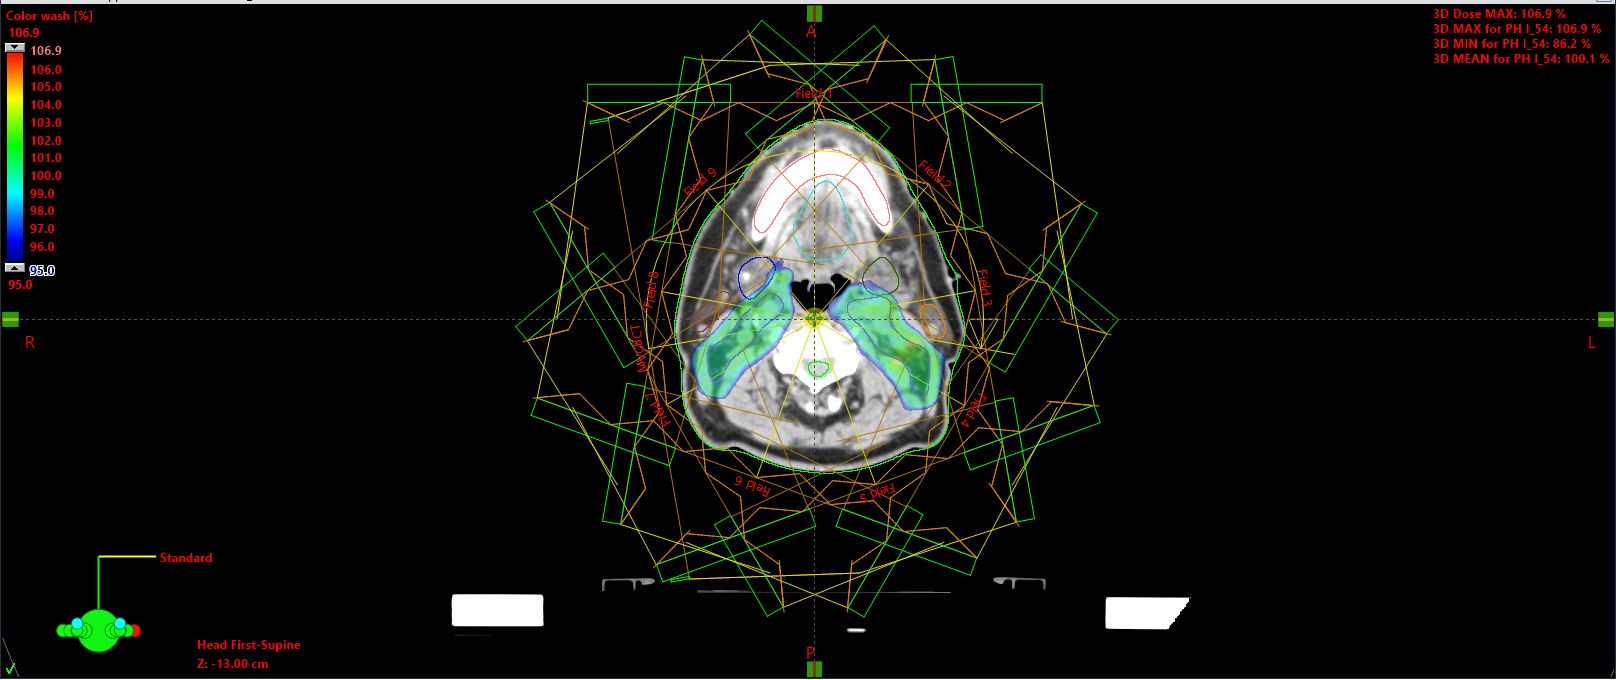 Color wash [%]
106.9
106.9
106.0
105.0
104.0
103.0
102.0
101.0
100.0
99.0
98.0
97.0
96.0
95.0
95.0
3D Dose MAX: 106.9 %
3D MAX for PH I_54: 106.9 %
3D MIN for PH I_54: 86.2 %
3D MEAN for PH I_54: 100.1 %
A
Field 1
Field 9
Field 2
Field 8
Field 3
R
L
Field 7
Field 4
Field 6
Field 5
Standard
Head First-Supine
Z: -13.00 cm
P